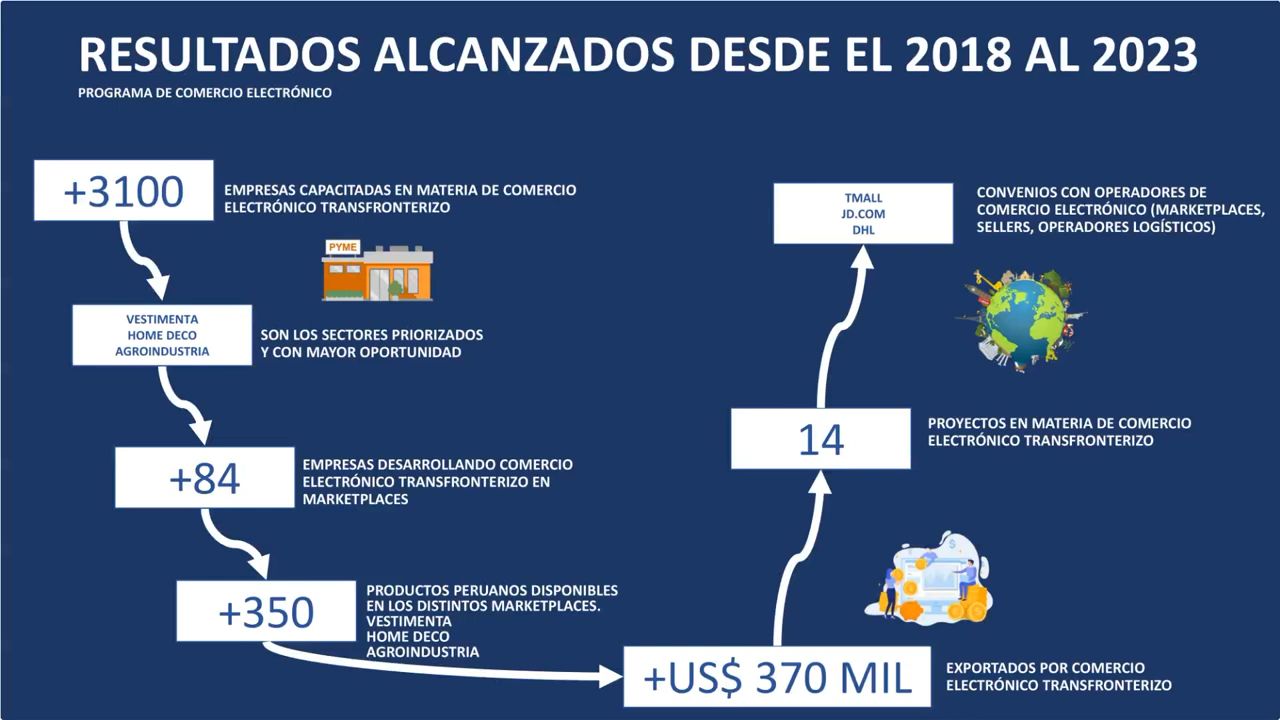 RESULTADOS ALCANZADOS DESDE EL 2018 AL 2023
PROGRAMA DE COMERCIO ELECTRÓNICO
+3100
EMPRESAS CAPACITADAS EN MATERIA DE COMERCIO
ELECTRÓNICO TRANSFRONTERIZO
PYME
VESTIMENTA
HOME DECO
AGROINDUSTRIA
SON LOS SECTORES PRIORIZADOS
Y CON MAYOR OPORTUNIDAD
+84
EMPRESAS DESARROLLANDO COMERCIO
ELECTRÓNICO TRANSFRONTERIZO EN
MARKETPLACES
+350
PRODUCTOS PERUANOS DISPONIBLES
EN LOS DISTINTOS MARKETPLACES.
VESTIMENTA
HOME DECO
AGROINDUSTRIA
+US$ 370 MIL
EXPORTADOS POR COMERCIO
ELECTRÓNICO TRANSFRONTERIZO
14
PROYECTOS EN MATERIA DE COMERCIO
ELECTRÓNICO TRANSFRONTERIZO
TMALL
JD.COM
DHL
CONVENIOS CON OPERADORES DE
COMERCIO ELECTRÓNICO (MARKETPLACES,
SELLERS, OPERADORES LOGÍSTICOS)